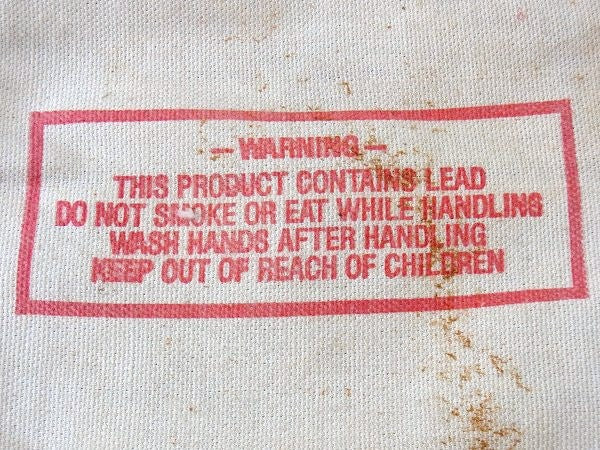 – WARNING –
THIS PRODUCT CONTAINS LEAD
DO NOT SMOKE OR EAT WHILE HANDLING
WASH HANDS AFTER HANDLING
KEEP OUT OF REACH OF CHILDREN